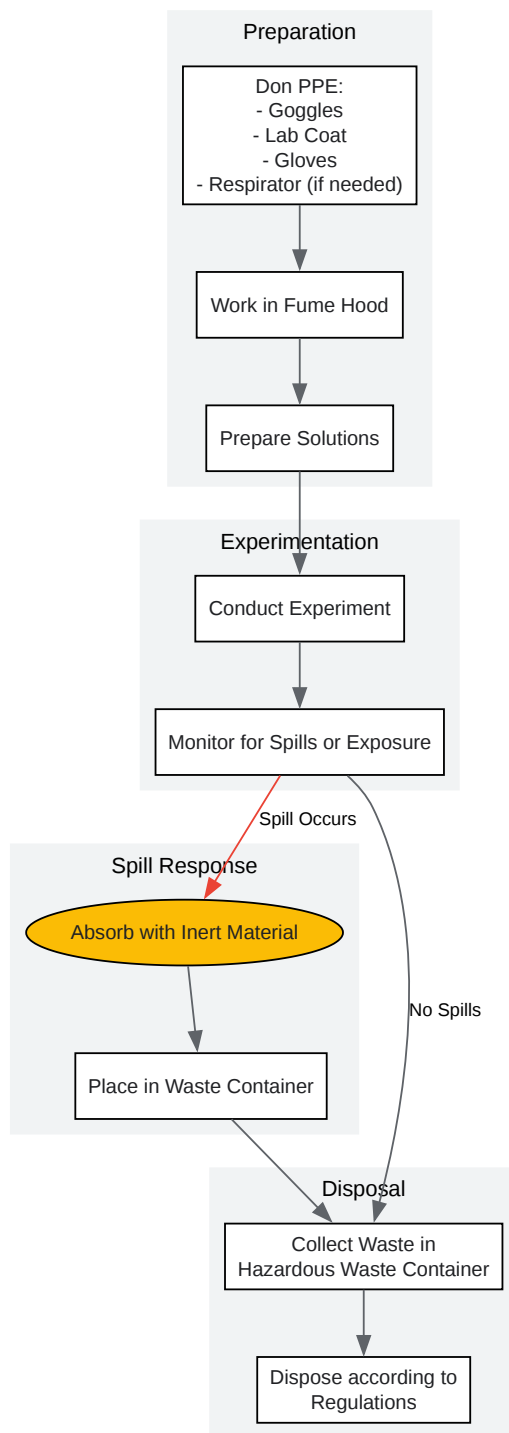 Preparation
Don PPE:
- Goggles
- Lab Coat
- Gloves
- Respirator (if needed)
Work in Fume Hood
Prepare Solutions
Experimentation
Conduct Experiment
Monitor for Spills or Exposure
Spill Occurs
Spill Response
Absorb with Inert Material
No Spills
Place in Waste Container
Disposal
Collect Waste in
Hazardous Waste Container
Dispose according to
Regulations